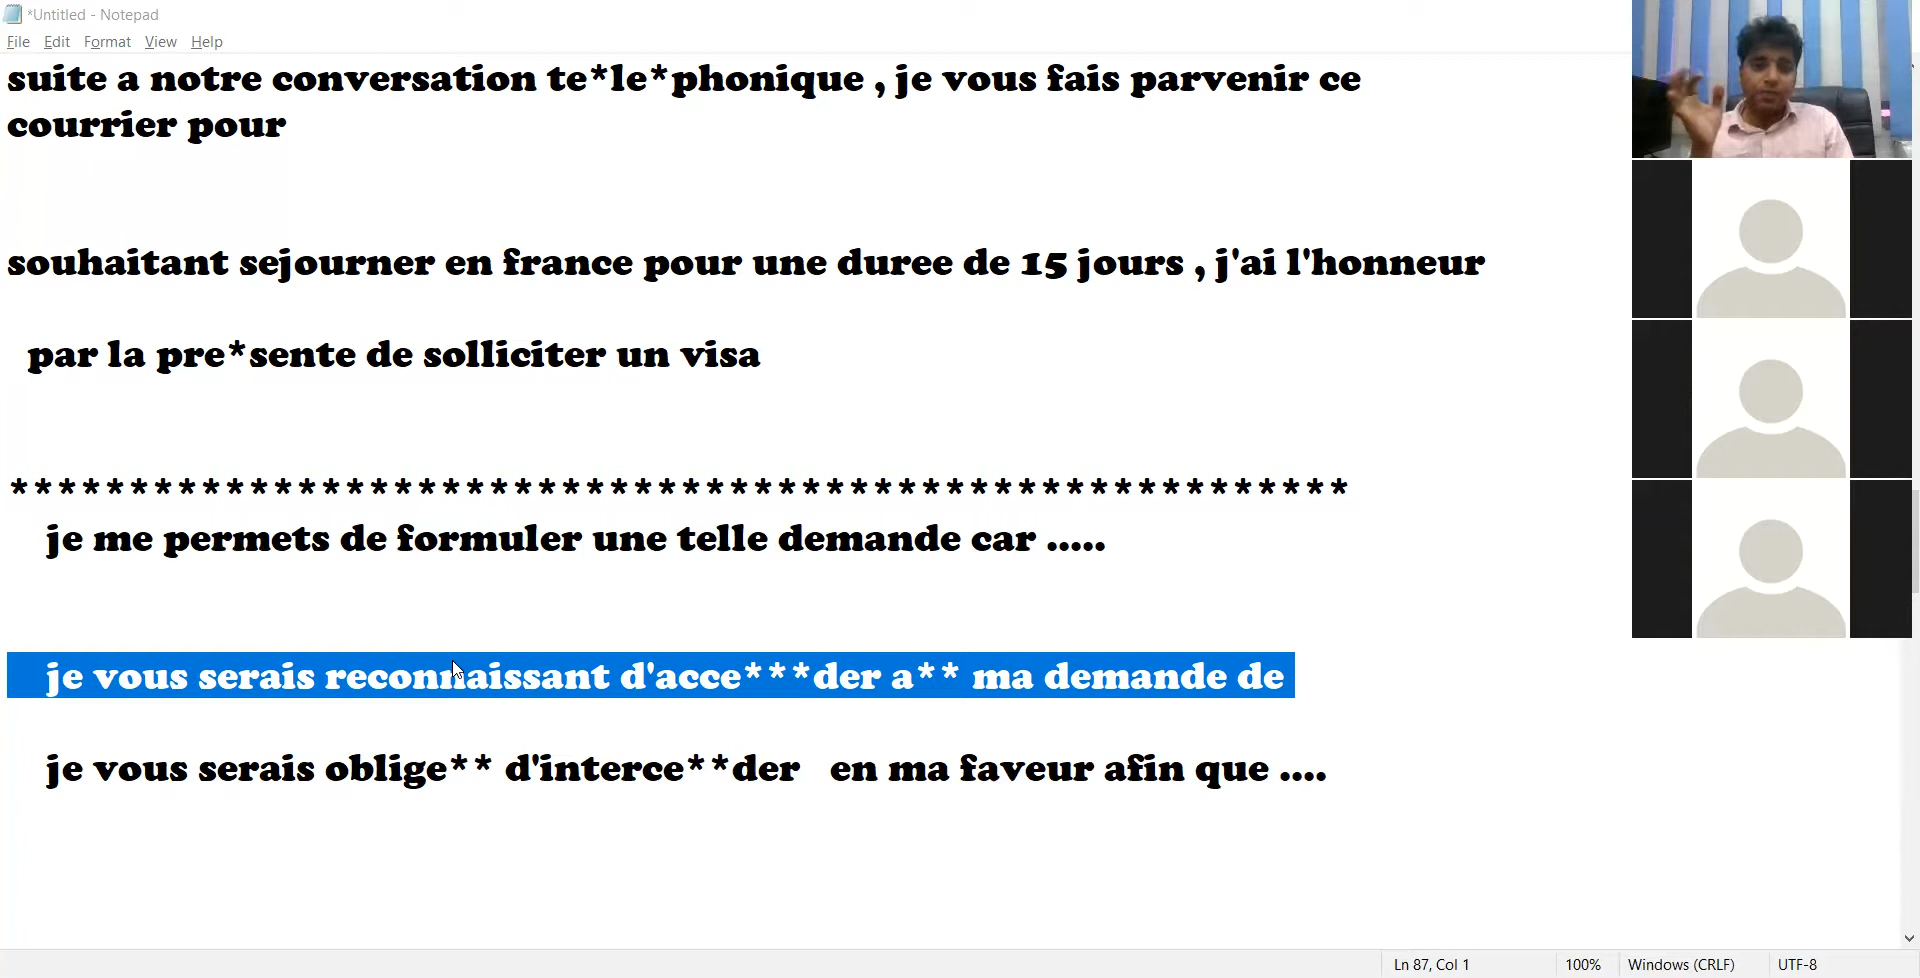 *Untitled - Notepad
File Edit Format View Help
suite a notre conversation te*le*phonique , je vous fais parvenir ce
courrier pour
souhaitant sejourner en france pour une duree de 15 jours , j'ai l'honneur
par la pre*sente de solliciter un visa
********************************************************
je me permets de formuler une telle demande car .....
je vous serais reconnaissant d'acce***der a** ma demande de
je vous serais oblige** d'interce**der en ma faveur afin que ....
Ln 87, Col 1 100% Windows (CRLF) UTF-8